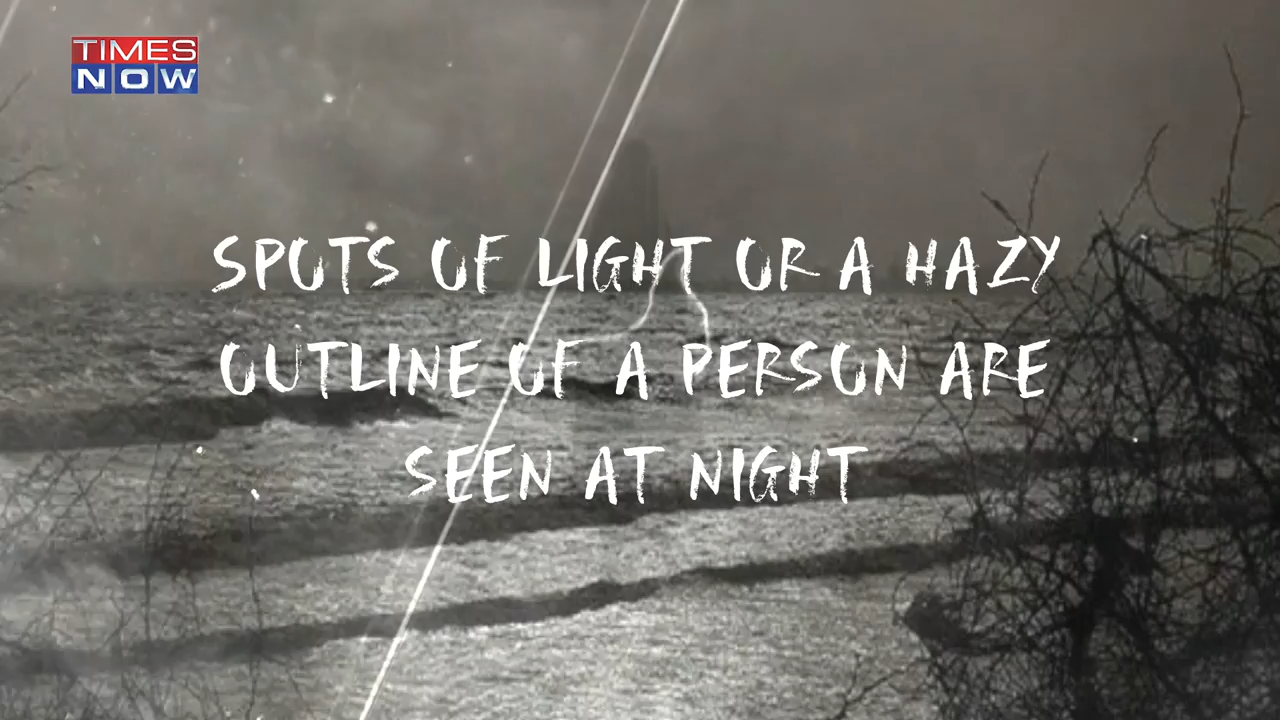 TIMES
NOW
SPOTS OF LIGHT OR A HAZY
OUTLINE OF A PERSON ARE
SEEN AT NIGHT